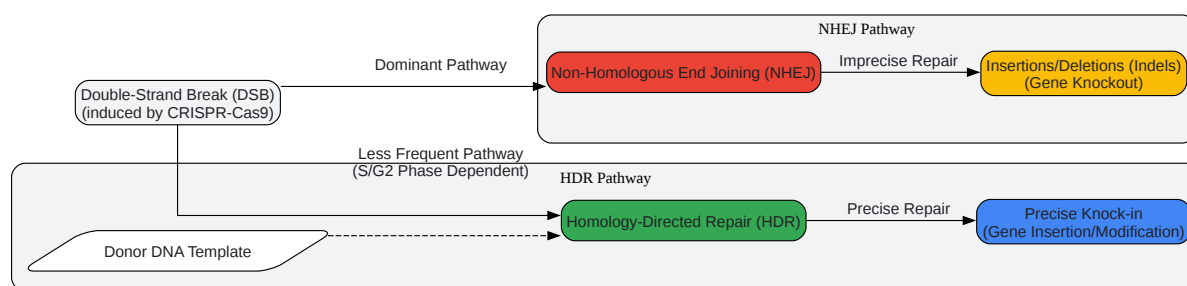 NHEJ Pathway
Dominant Pathway
Non-Homologous End Joining (NHEJ)
Imprecise Repair
Insertions/Deletions (Indels)
(Gene Knockout)
Double-Strand Break (DSB)
(induced by CRISPR-Cas9)
Less Frequent Pathway
(S/G2 Phase Dependent)
HDR Pathway
Homology-Directed Repair (HDR)
Precise Repair
Precise Knock-in
(Gene Insertion/Modification)
Donor DNA Template